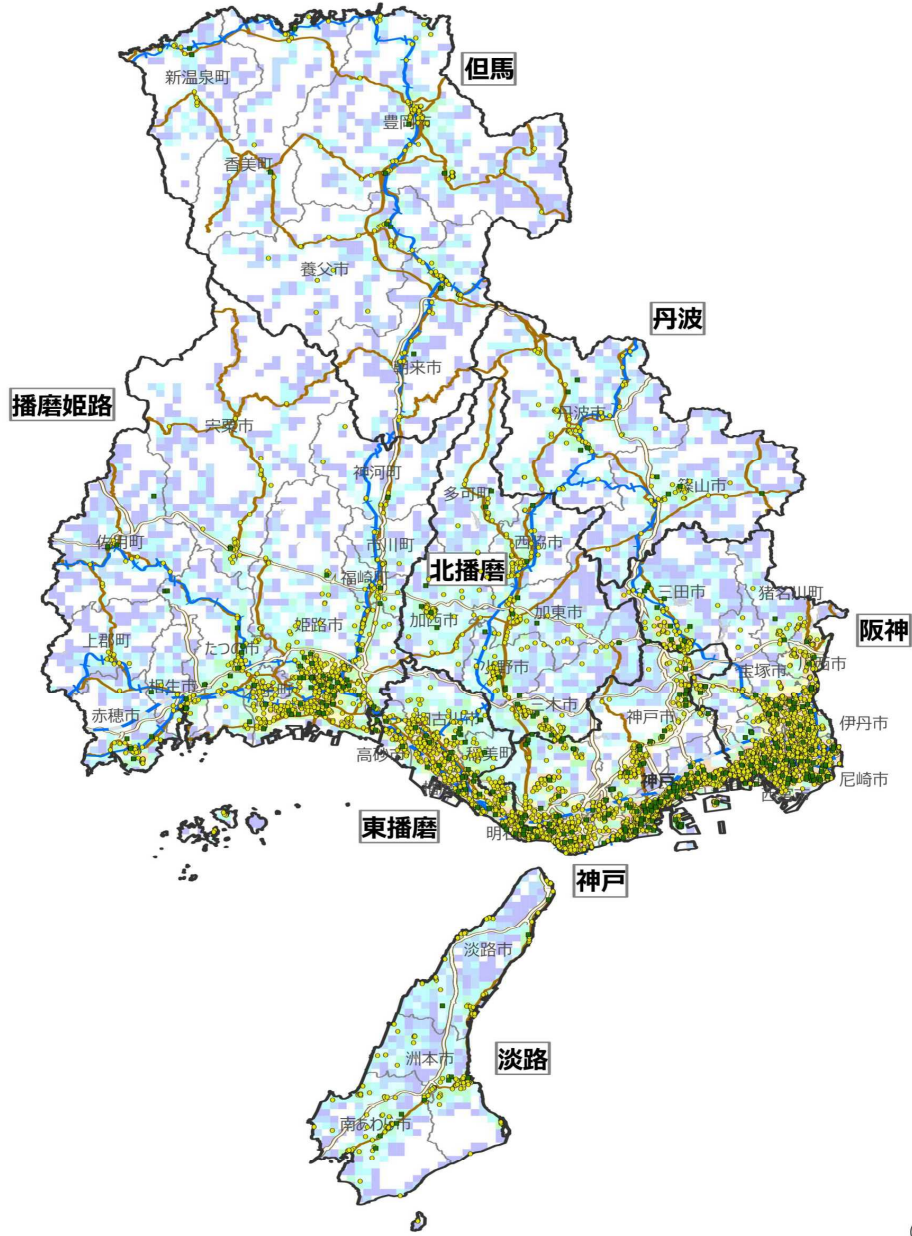 但馬
新温泉町
豊岡市
香美町
養父市
丹波
朝来市
播磨姫路
丹波市
宍粟市
神河町
多可町
篠山市
佐用町
市川町
西脇市
北播磨
福崎町
三田市
猪名川町
加西市
加東市
姫路市
阪神
上郡町
たつの市
小野市
宝塚市
川西市
相生市
赤穂市
三木市
神戸市
伊丹市
加古川市
高砂市
稲美町
神戸
尼崎市
東播磨
神戸
淡路市
淡路
洲本市
南あわじ市